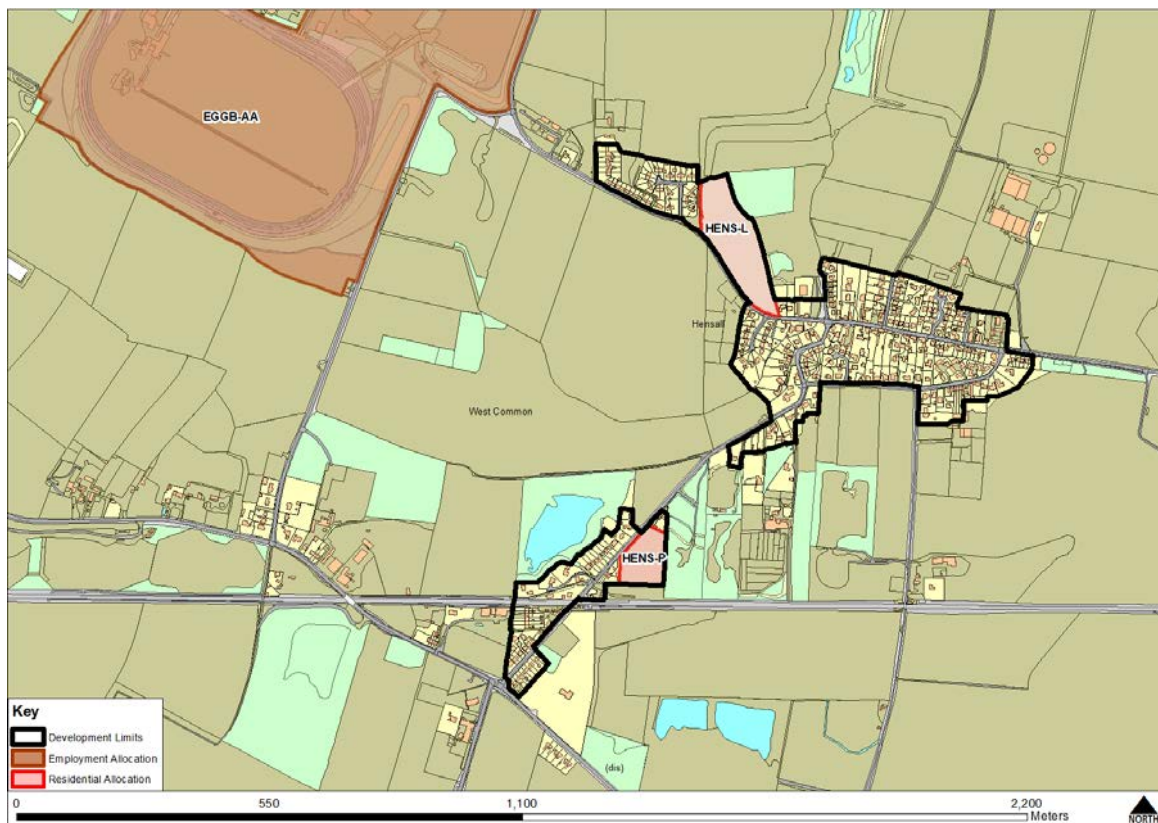 EGGB-AA
HENS-L
Hensall
West Common
HENS-P
(dis)
Key
Development Limits
Employment Allocation
Residential Allocation
0 550 1,100 2,200
Meters
NORTH